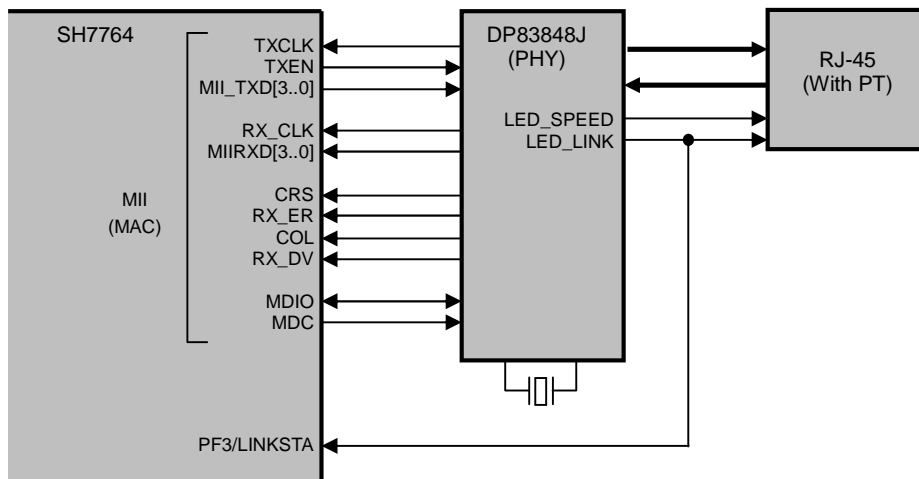 SH7764
TXCLK
TXEN
MII_TXD[3..0]
RX_CLK
MIIRXD[3..0]
CRS
RX_ER
COL
RX_DV
MDIO
MDC
MII
(MAC)
PF3/LINKSTA
DP83848J
(PHY)
LED_SPEED
LED_LINK
RJ-45
(With PT)